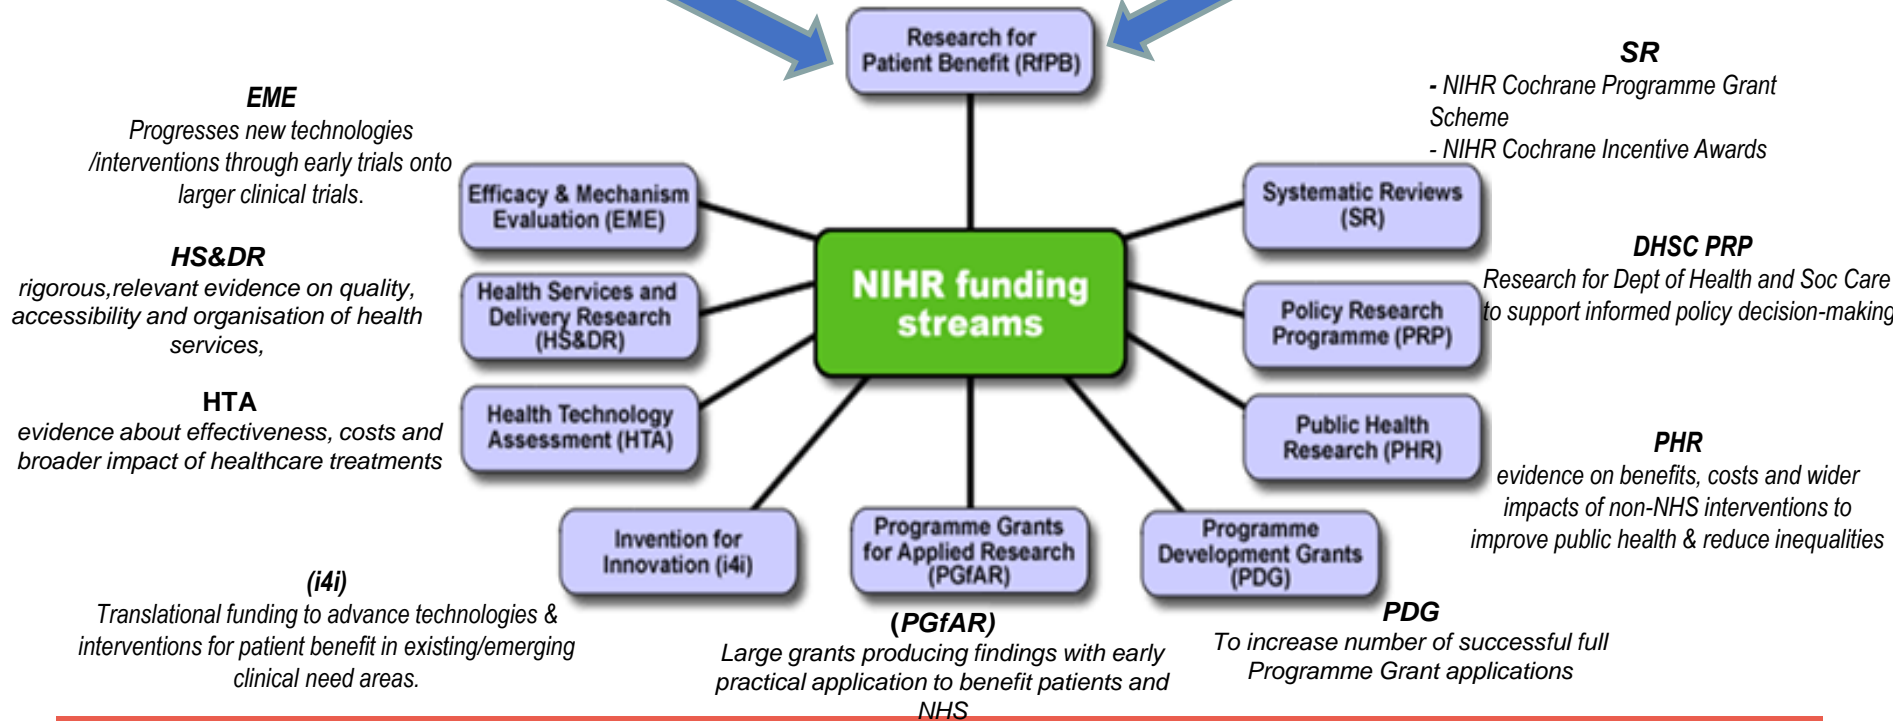 Research for
Patient Benefit (RfPB)
EME
Progresses new technologies
/interventions through early trials onto
larger clinical trials.
Efficacy & Mechanism
Evaluation (EME)
SR
- NIHR Cochrane Programme Grant
Scheme
- NIHR Cochrane Incentive Awards
Systematic Reviews
(SR)
HS&DR
rigorous,relevant evidence on quality,
accessibility and organisation of health
services,
Health Services and
Delivery Research
(HS&DR)
NIHR funding
streams
DHSC PRP
Research for Dept of Health and Soc Care
to support informed policy decision-making
Policy Research
Programme (PRP)
HTA
evidence about effectiveness, costs and
broader impact of healthcare treatments
Health Technology
Assessment (HTA)
Public Health
Research (PHR)
PHR
evidence on benefits, costs and wider
impacts of non-NHS interventions to
improve public health & reduce inequalities
Invention for
Innovation (i4i)
Programme Grants
for Applied Research
(PGfAR)
Programme
Development Grants
(PDG)
(i4i)
Translational funding to advance technologies &
interventions for patient benefit in existing/emerging
clinical need areas.
(PGfAR)
Large grants producing findings with early
practical application to benefit patients and
NHS
PDG
To increase number of successful full
Programme Grant applications